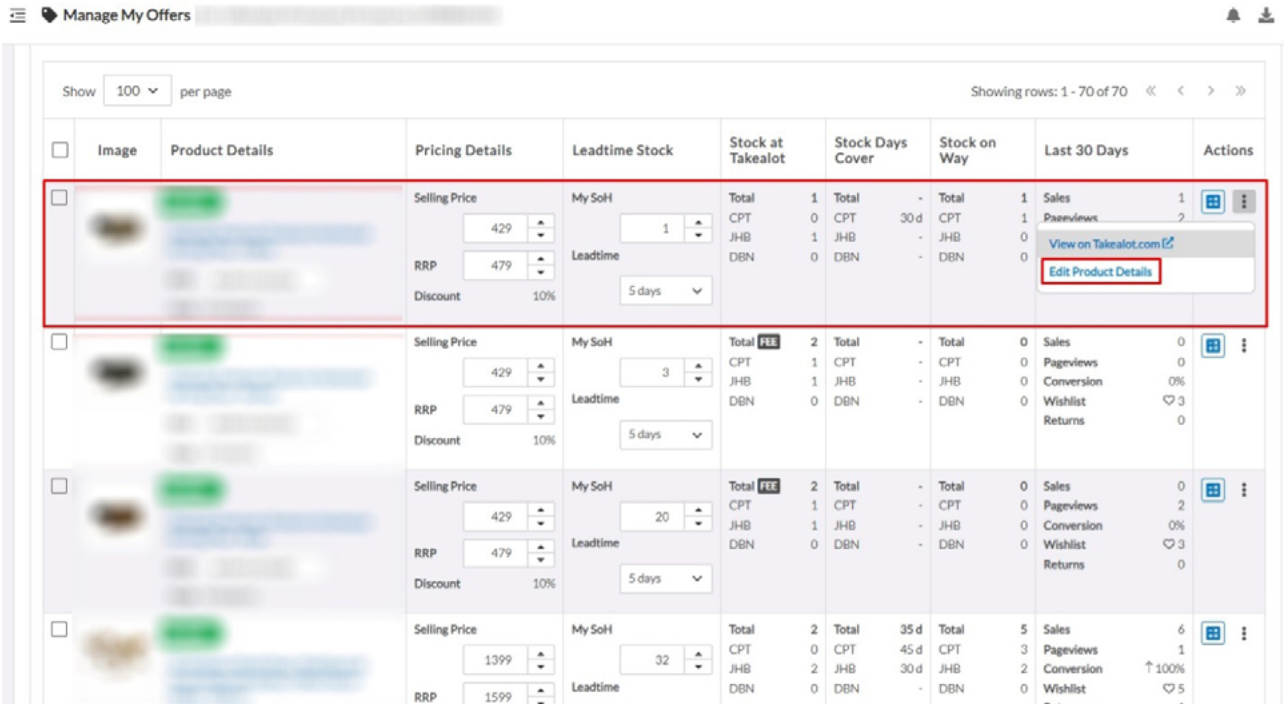 Manage My Offers
Show 100 per page Showing rows: 1 - 70 of 70 « < > »
Image Product Details Pricing Details Leadtime Stock Stock at Takealot Stock Days Cover Stock on Way Last 30 Days Actions
Selling Price My SoH Total 1 Total - Total 1 Sales 1
429 1 CPT 0 CPT 30 d CPT 1 Pageviews 2
JHB 1 JHB - JHB 0 View on Takealot.com
RRP 479 Leadtime DBN 0 DBN - DBN 0 Edit Product Details
Discount 10% 5 days
Selling Price My SoH Total FEE 2 Total - Total 0 Sales 0
429 3 CPT 1 CPT - CPT 0 Pageviews 0
JHB 1 JHB - JHB 0 Conversion 0%
RRP 479 Leadtime DBN 0 DBN - DBN 0 Wishlist 3
Discount 10% 5 days Returns 0
Selling Price My SoH Total FEE 2 Total - Total 0 Sales 0
429 20 CPT 1 CPT - CPT 0 Pageviews 2
JHB 1 JHB - JHB 0 Conversion 0%
RRP 479 Leadtime DBN 0 DBN - DBN 0 Wishlist 3
Discount 10% 5 days Returns 0
Selling Price My SoH Total 2 Total 35 d Total 5 Sales 6
1399 32 CPT 0 CPT 45 d CPT 3 Pageviews 1
JHB 2 JHB 30 d JHB 2 Conversion ↑100%
RRP 1599 Leadtime DBN 0 DBN - DBN 0 Wishlist 5